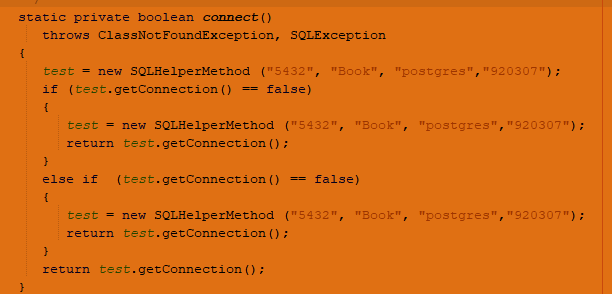 static private boolean connect()
throws ClassNotFoundException, SQLException
{
test = new SQLHelperMethod ("5432", "Book", "postgres","920307");
if (test.getConnection() == false)
{
test = new SQLHelperMethod ("5432", "Book", "postgres","920307");
return test.getConnection();
}
else if  (test.getConnection() == false)
{
test = new SQLHelperMethod ("5432", "Book", "postgres","920307");
return test.getConnection();
}
return test.getConnection();
}